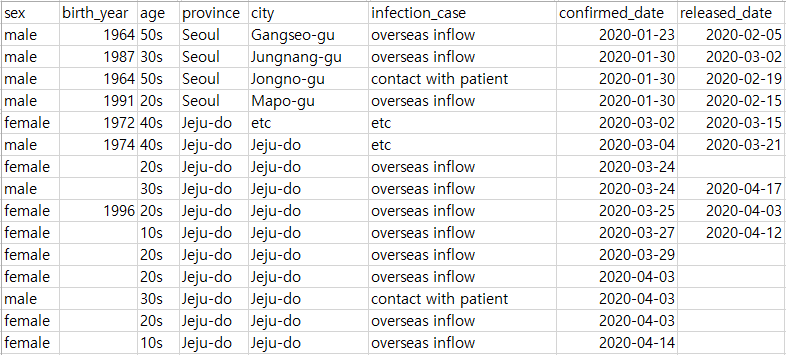 sex birth_year age province city infection_case confirmed_date released_date
male 1964 50s Seoul Gangseo-gu overseas inflow 2020-01-23 2020-02-05
male 1987 30s Seoul Jungnang-gu overseas inflow 2020-01-30 2020-03-02
male 1964 50s Seoul Jongno-gu contact with patient 2020-01-30 2020-02-19
male 1991 20s Seoul Mapo-gu overseas inflow 2020-01-30 2020-02-15
female 1972 40s Jeju-do etc etc 2020-03-02 2020-03-15
male 1974 40s Jeju-do Jeju-do etc 2020-03-04 2020-03-21
female 20s Jeju-do Jeju-do overseas inflow 2020-03-24
male 30s Jeju-do Jeju-do overseas inflow 2020-03-24 2020-04-17
female 1996 20s Jeju-do Jeju-do overseas inflow 2020-03-25 2020-04-03
female 10s Jeju-do Jeju-do overseas inflow 2020-03-27 2020-04-12
female 20s Jeju-do Jeju-do overseas inflow 2020-03-29
female 20s Jeju-do Jeju-do overseas inflow 2020-04-03
male 30s Jeju-do Jeju-do contact with patient 2020-04-03
female 20s Jeju-do Jeju-do overseas inflow 2020-04-03
female 10s Jeju-do Jeju-do overseas inflow 2020-04-14